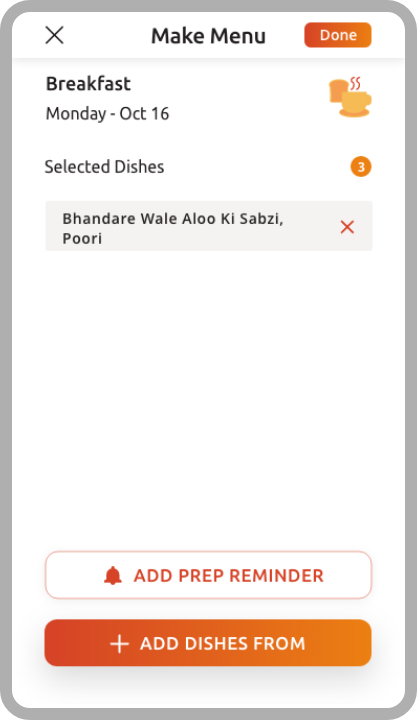 Make Menu
Done
Breakfast
Monday - Oct 16
Selected Dishes
3
Bhandare Wale Aloo Ki Sabzi,
Poori
ADD PREP REMINDER
ADD DISHES FROM